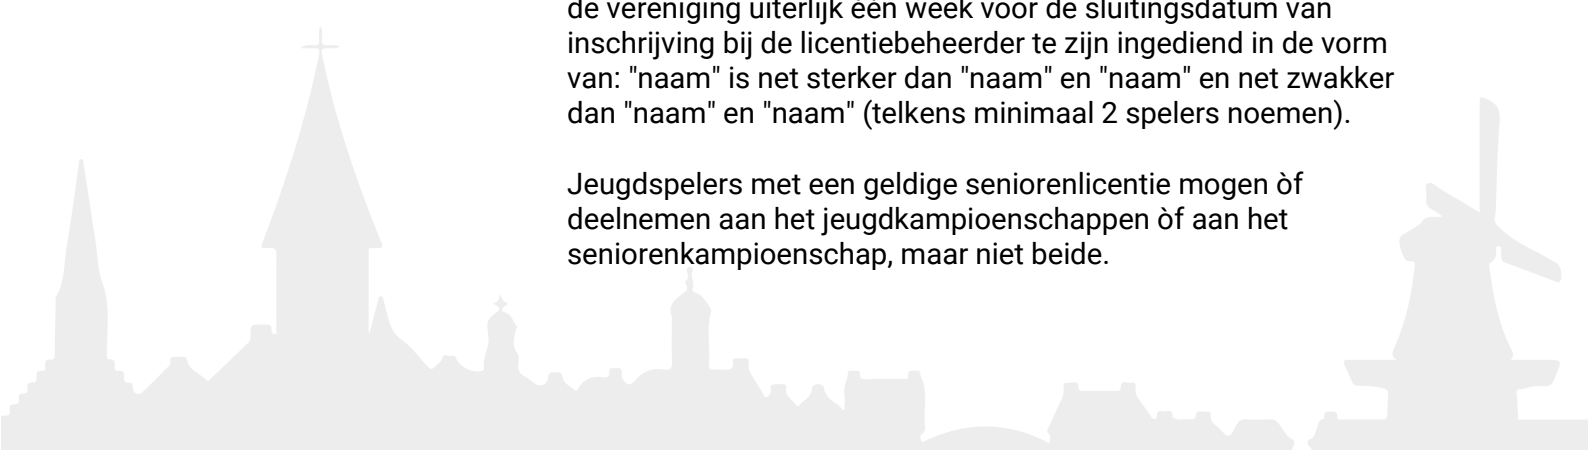 de vereniging uiterlijk één week voor de sluitingsdatum van
inschrijving bij de licentiebeheerder te zijn ingediend in de vorm
van: "naam" is net sterker dan "naam" en "naam" en net zwakker
dan "naam" en "naam" (telkens minimaal 2 spelers noemen).
Jeugdspelers met een geldige seniorenlicentie mogen òf
deelnemen aan het jeugdkampioenschappen òf aan het
seniorenkampioenschap, maar niet beide.